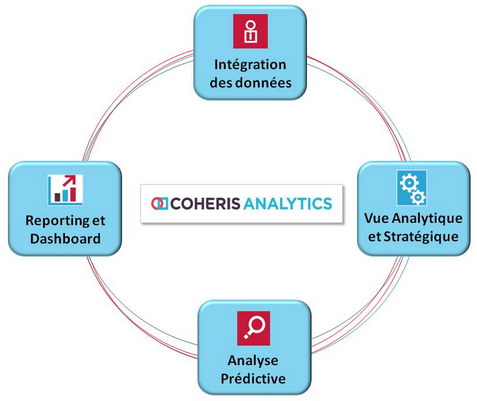 Intégration
des données
Reporting et
Dashboard
COHERIS ANALYTICS
Vue Analytique
et Stratégique
Analyse
Prédictive